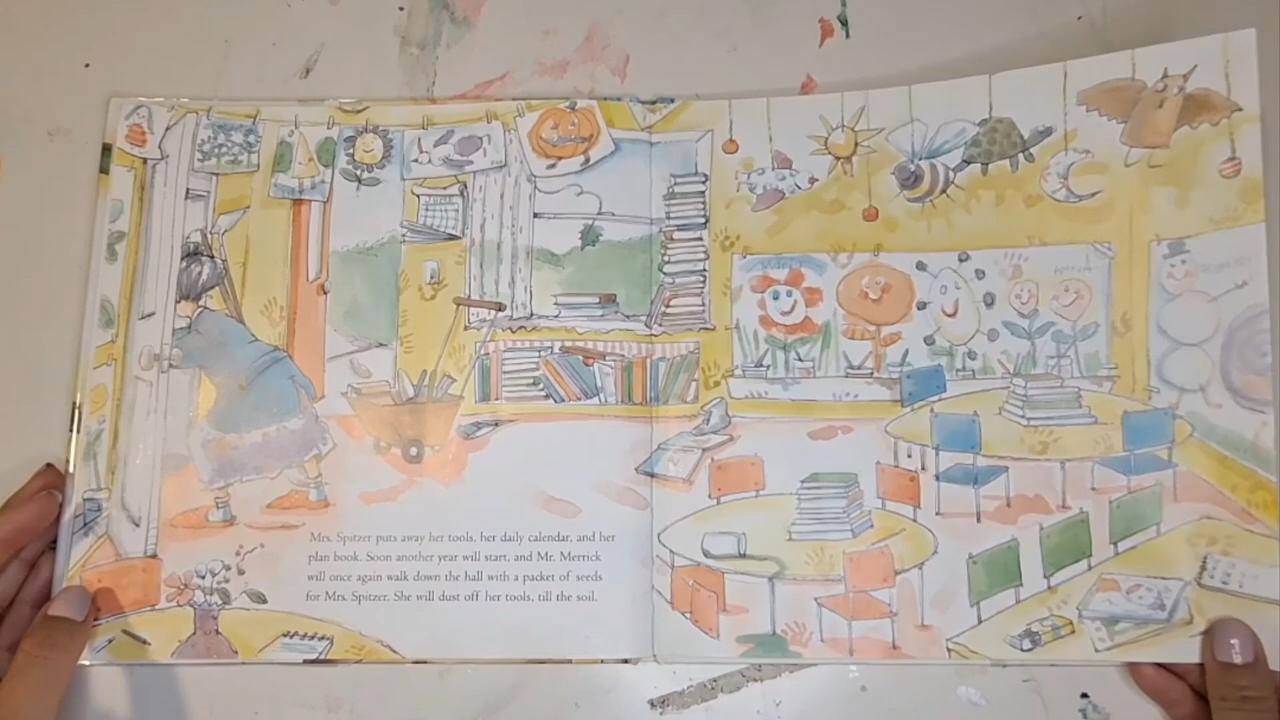 Mrs. Spitzer puts away her tools, her daily calendar, and her
plan book. Soon another year will start, and Mr. Merrick
will once again walk down the hall with a packet of seeds
for Mrs. Spitzer. She will dust off her tools, till the soil.